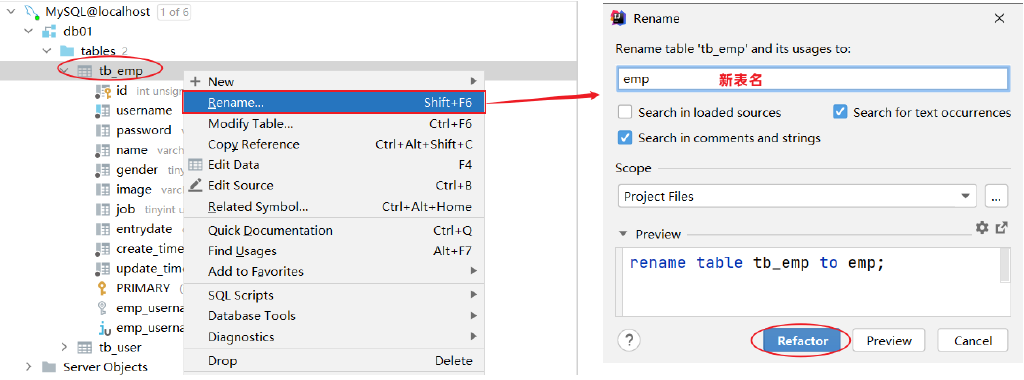 MySQL@localhost 1 of 6
db01
tables 2
tb_emp
id int unsign
username
password v
name varch
gender tiny
image varc
job tinyint u
entrydate
create_time
update_time
PRIMARY (
emp_userna
emp_userna
tb_user
Server Objects
New
Rename... Shift+F6
Modify Table... Ctrl+F6
Copy Reference Ctrl+Alt+Shift+C
Edit Data F4
Edit Source Ctrl+B
Related Symbol... Ctrl+Alt+Home
Quick Documentation Ctrl+Q
Find Usages Alt+F7
Add to Favorites
SQL Scripts
Database Tools
Diagnostics
Drop Delete
Rename
Rename table 'tb_emp' and its usages to:
emp 新表名
Search in loaded sources Search for text occurrences
Search in comments and strings
Scope
Project Files ...
Preview
rename table tb_emp to emp;
? Refactor Preview Cancel